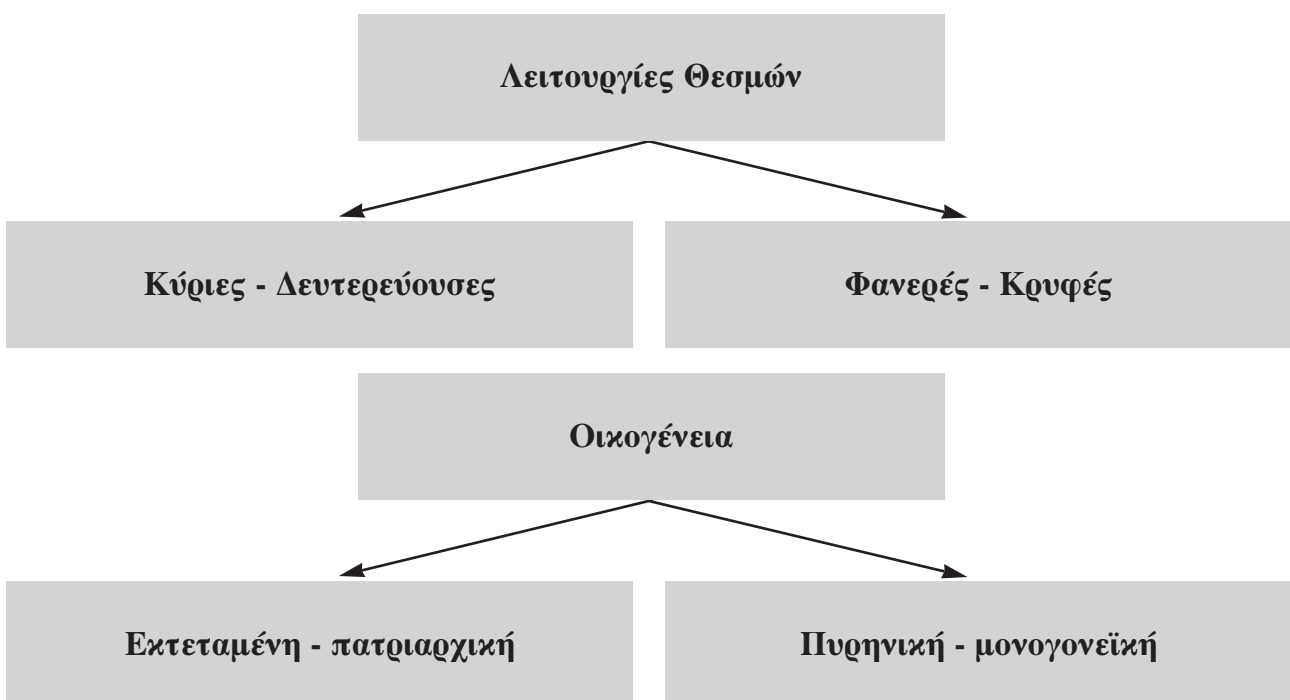 Λειτουργίες Θεσμών
Κύριες - Δευτερεύουσες
Φανερές - Κρυφές
Οικογένεια
Εκτεταμένη - πατριαρχική
Πυρηνική - μονογονεϊκή